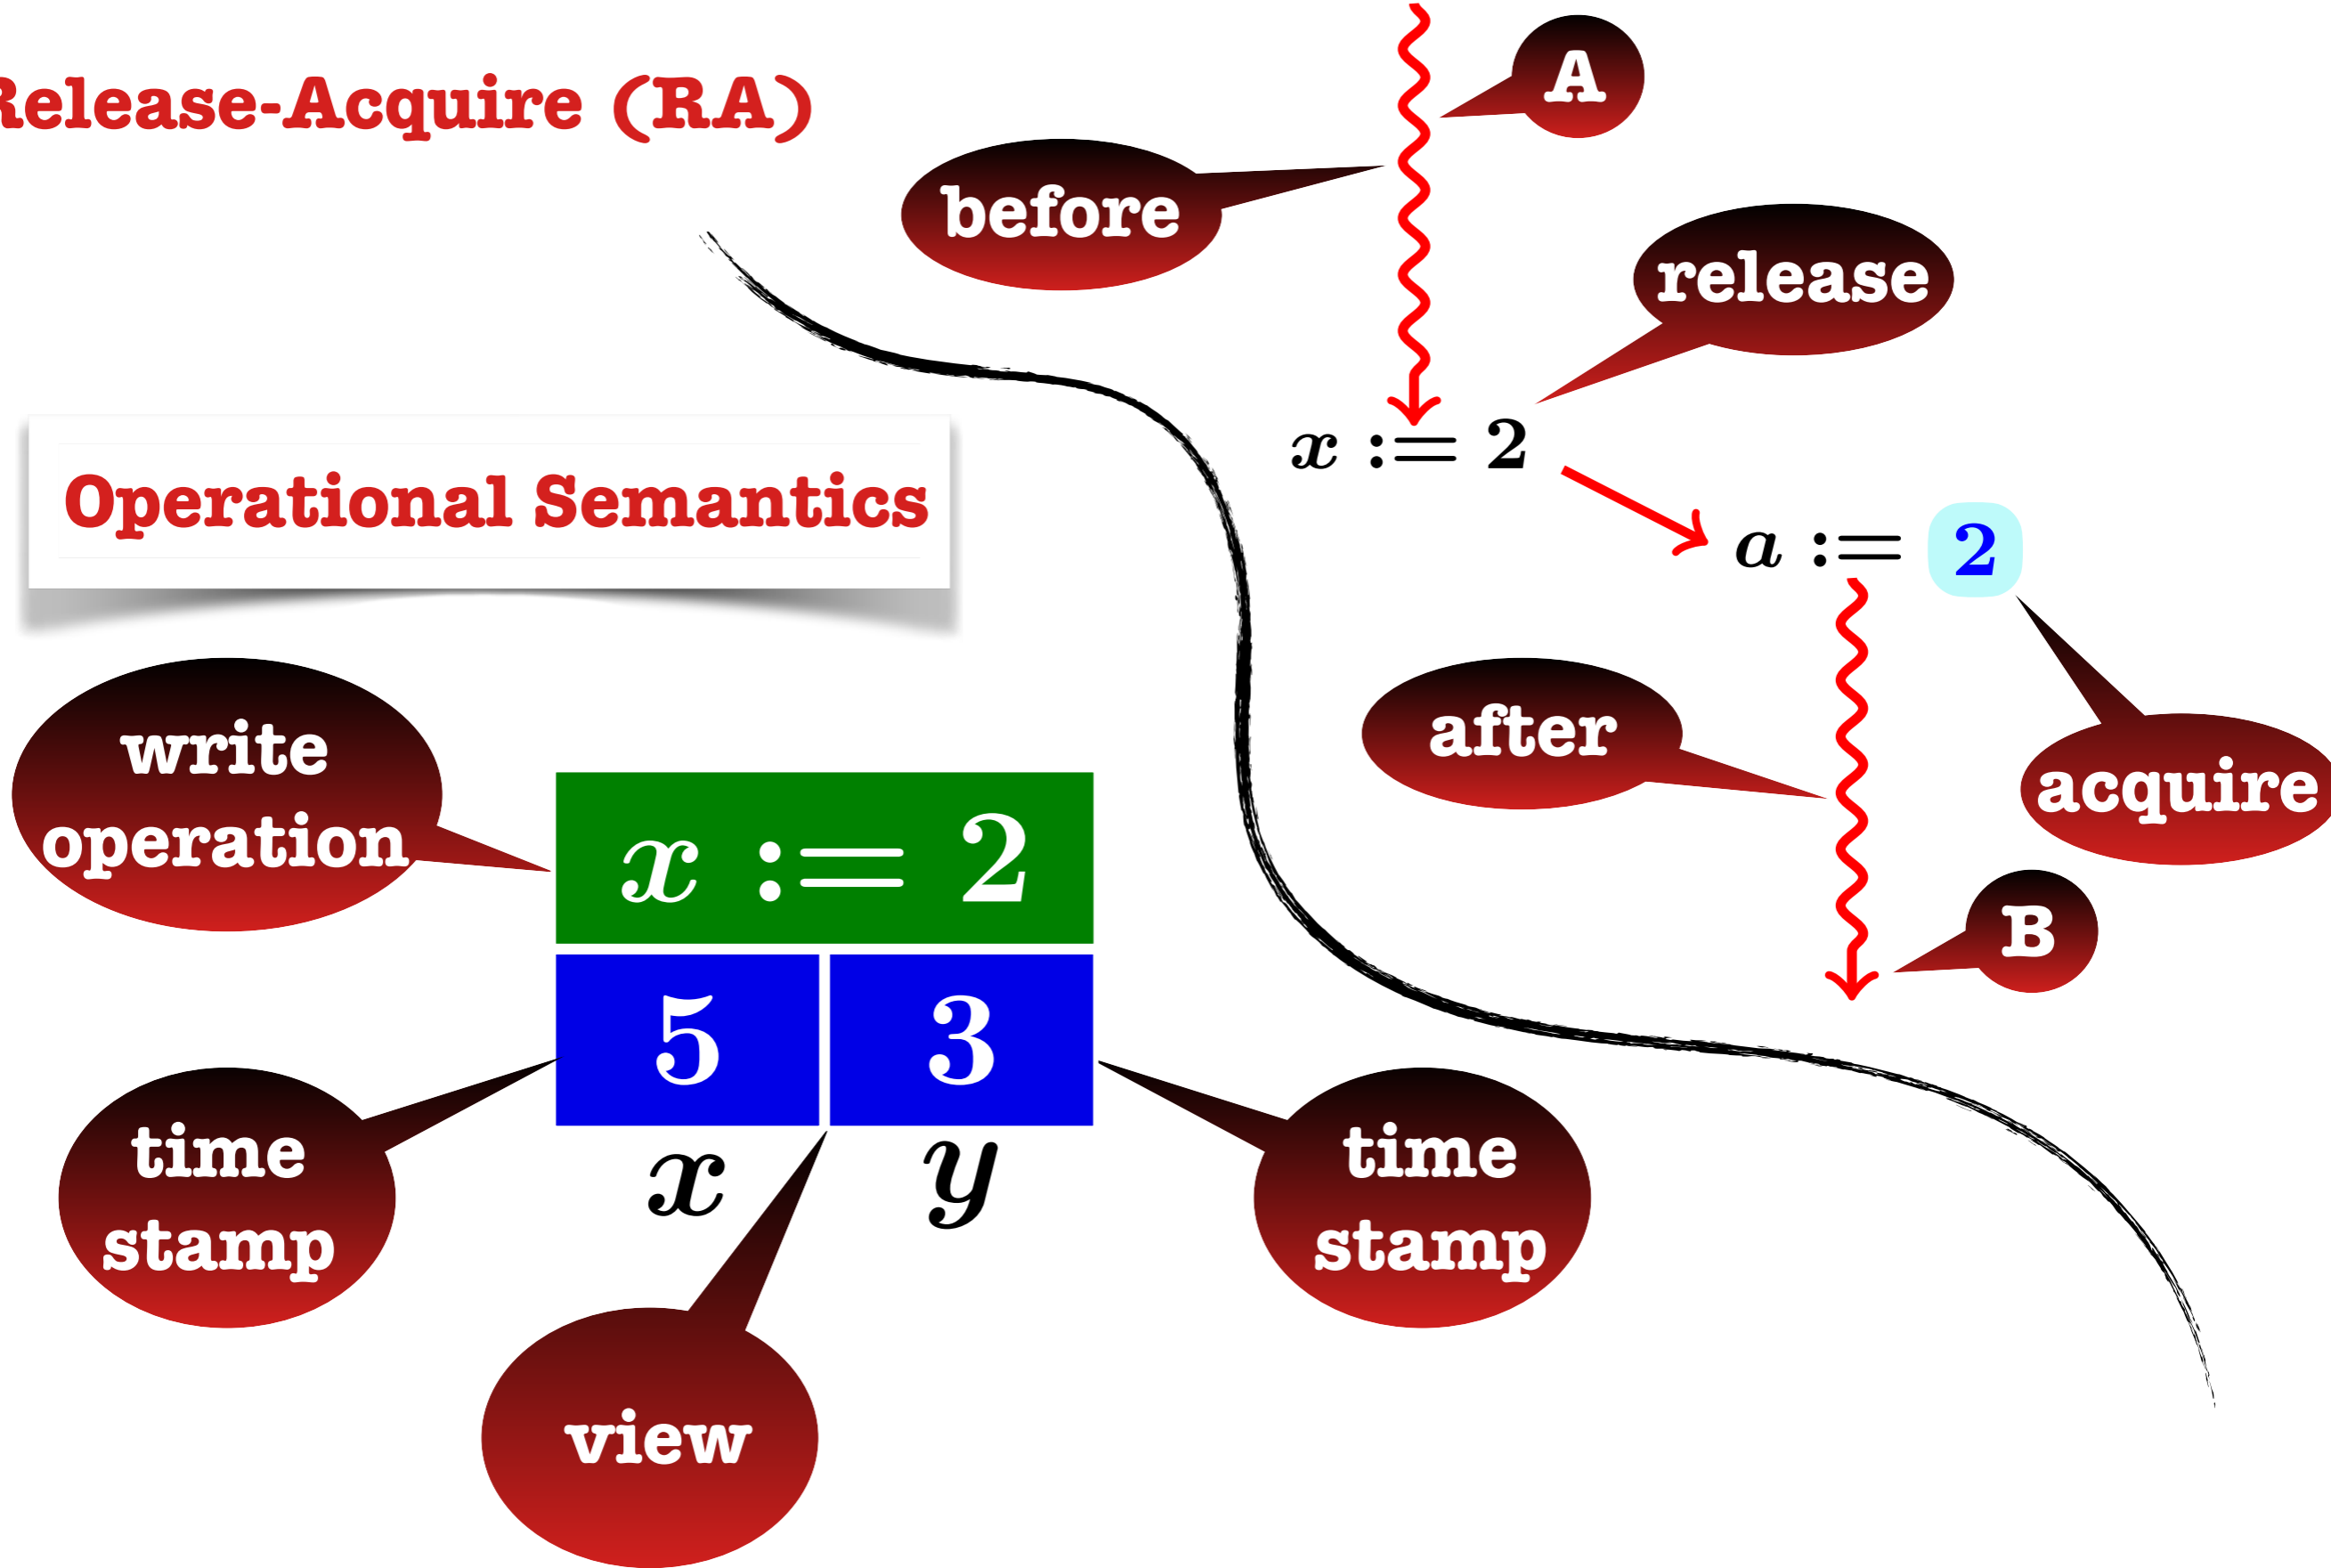 Release-Acquire (RA)
A
before
release
x := 2
Operational Semantics
a := 2
after
acquire
write
operation
x := 2
B
5 3
x y
time
stamp
time
stamp
view